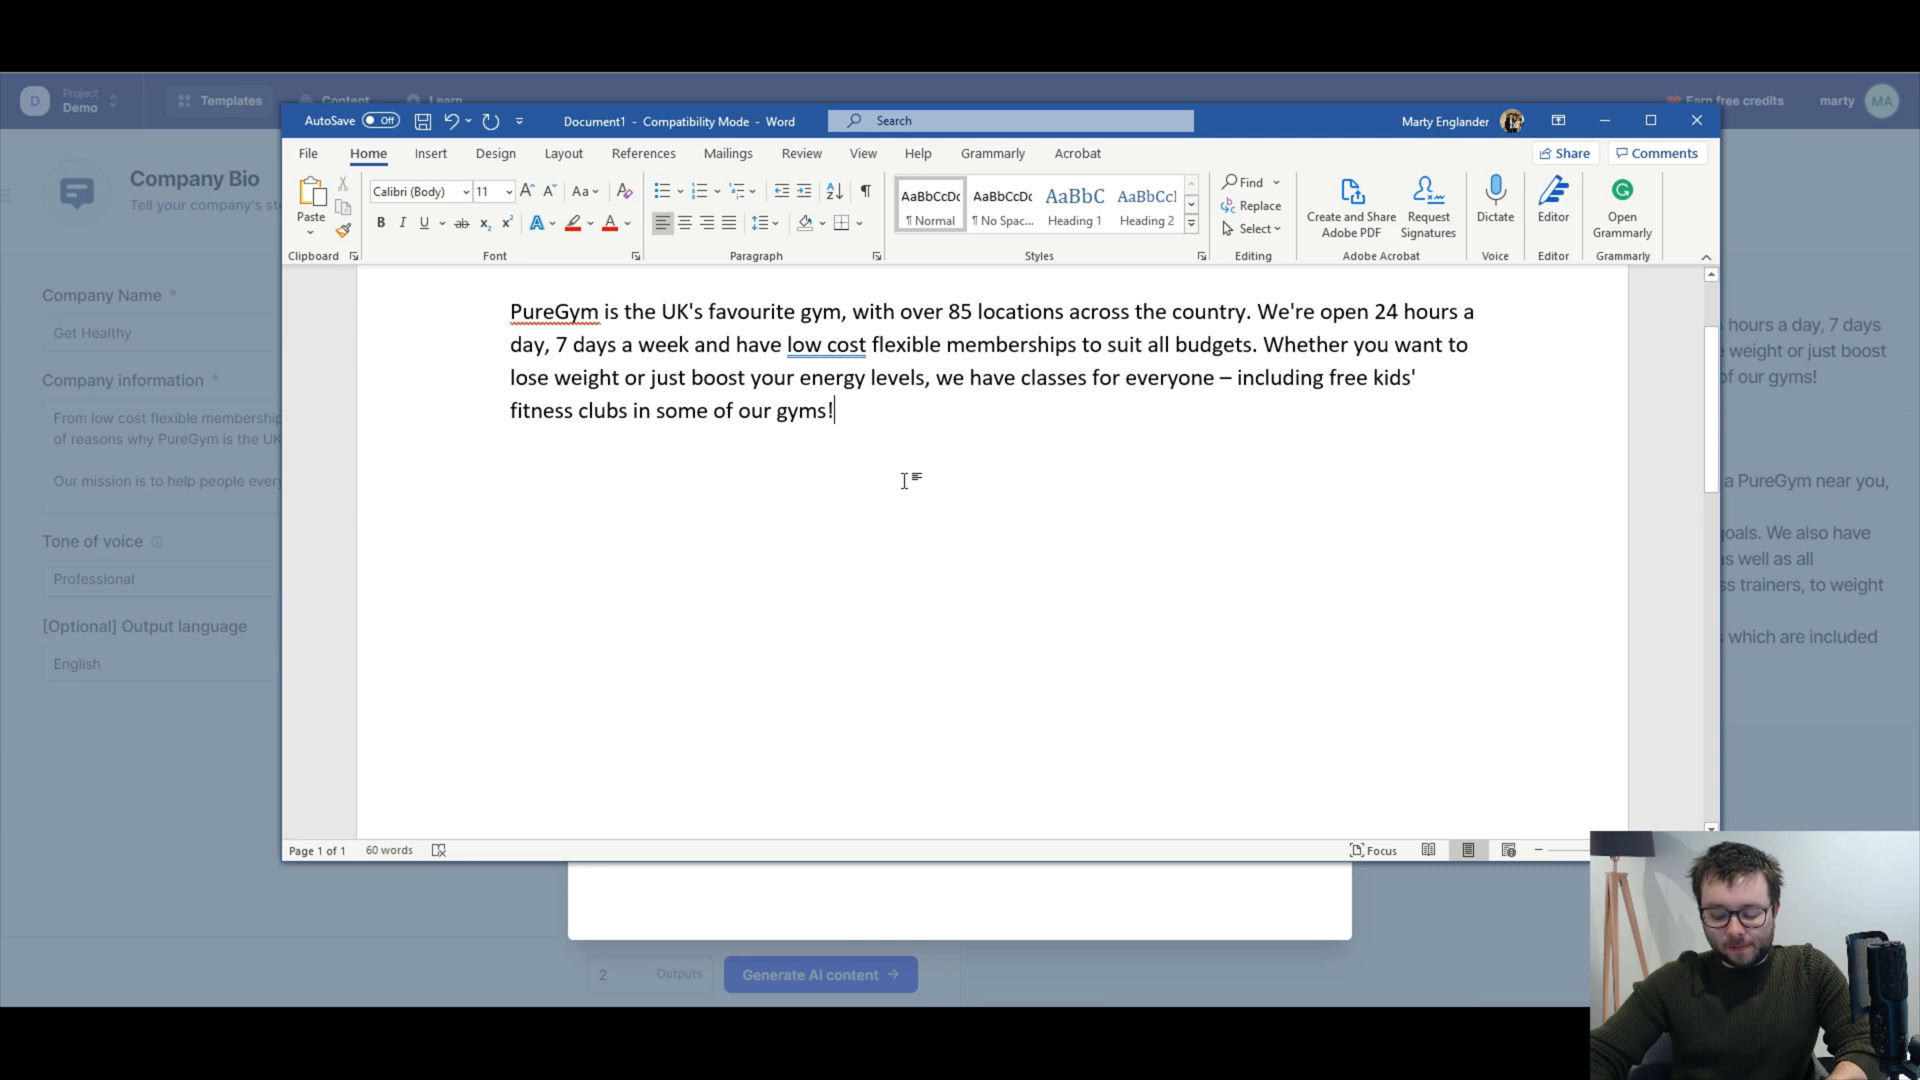 D
Project
Demo
Templates
Content
Learn
Earn free credits
marty
MA
AutoSave Off
Document1 - Compatibility Mode - Word
Search
Marty Englander
File Home Insert Design Layout References Mailings Review View Help Grammarly Acrobat
Share
Comments
Paste
Calibri (Body)
11
Aa
AaBbCcDc
AaBbCcDc
AaBbC
AaBbCcI
¶ Normal
¶ No Spac...
Heading 1
Heading 2
Find
Replace
Select
Create and Share
Adobe PDF
Request
Signatures
Dictate
Editor
Open
Grammarly
Clipboard
Font
Paragraph
Styles
Editing
Adobe Acrobat
Voice
Editor
Grammarly
Company Bio
Tell your company's st
Company Name *
Get Healthy
Company information *
From low cost flexible membership
of reasons why PureGym is the UK
Our mission is to help people ever
Tone of voice
Professional
[Optional] Output language
English
PureGym is the UK's favourite gym, with over 85 locations across the country. We're open 24 hours a
day, 7 days a week and have low cost flexible memberships to suit all budgets. Whether you want to
lose weight or just boost your energy levels, we have classes for everyone – including free kids'
fitness clubs in some of our gyms!
hours a day, 7 days
weight or just boost
of our gyms!
a PureGym near you,
goals. We also have
as well as all
trainers, to weight
which are included
Page 1 of 1
60 words
Focus
2
Outputs
Generate AI content →